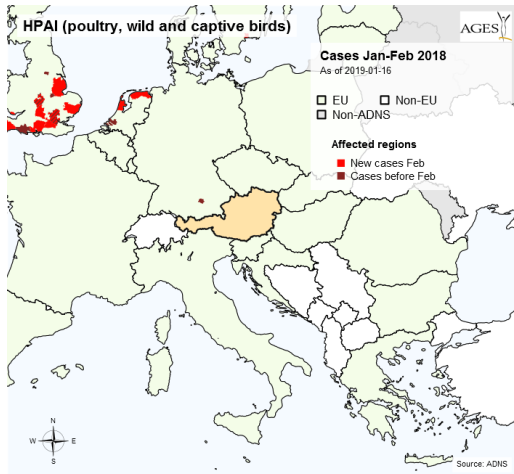 HPAI (poultry, wild and captive birds)
AGES
Cases Jan-Feb 2018
As of 2019-01-16
EU
Non-EU
Non-ADNS
Affected regions
New cases Feb
Cases before Feb
N
W E
S
Source: ADNS